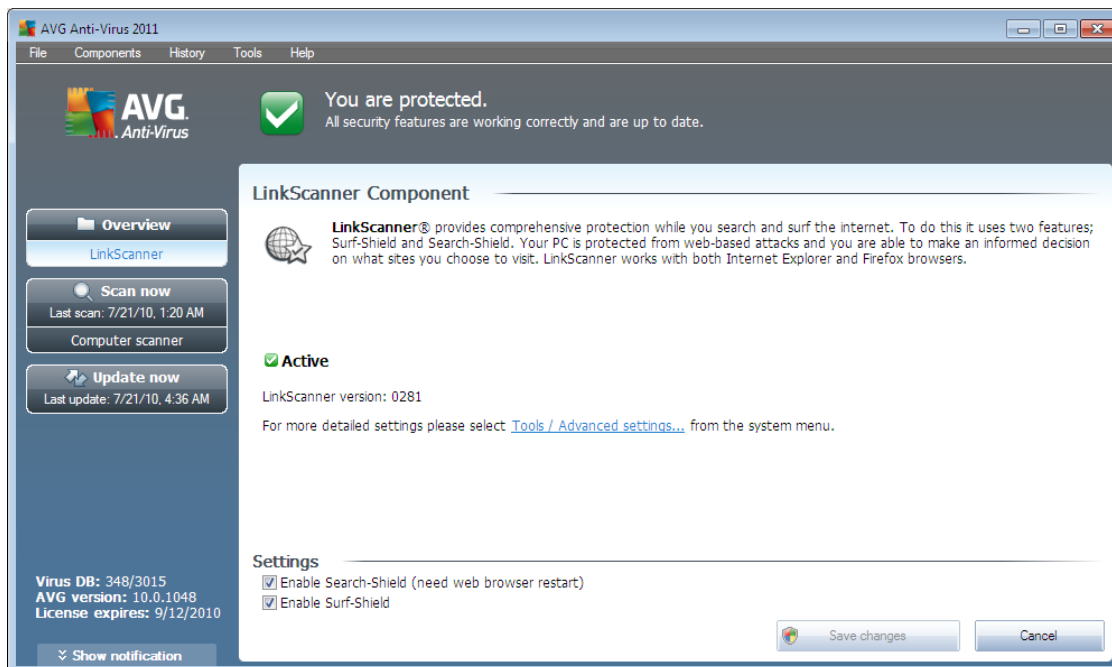 AVG Anti-Virus 2011
File Components History Tools Help
AVG.
Anti-Virus
You are protected.
All security features are working correctly and are up to date.
Overview
LinkScanner
Scan now
Last scan: 7/21/10, 1:20 AM
Computer scanner
Update now
Last update: 7/21/10, 4:36 AM
Virus DB: 348/3015
AVG version: 10.0.1048
License expires: 9/12/2010
Show notification
LinkScanner Component
LinkScanner® provides comprehensive protection while you search and surf the internet. To do this it uses two features;
Surf-Shield and Search-Shield. Your PC is protected from web-based attacks and you are able to make an informed decision
on what sites you choose to visit. LinkScanner works with both Internet Explorer and Firefox browsers.
Active
LinkScanner version: 0281
For more detailed settings please select Tools / Advanced settings... from the system menu.
Settings
Enable Search-Shield (need web browser restart)
Enable Surf-Shield
Save changes
Cancel